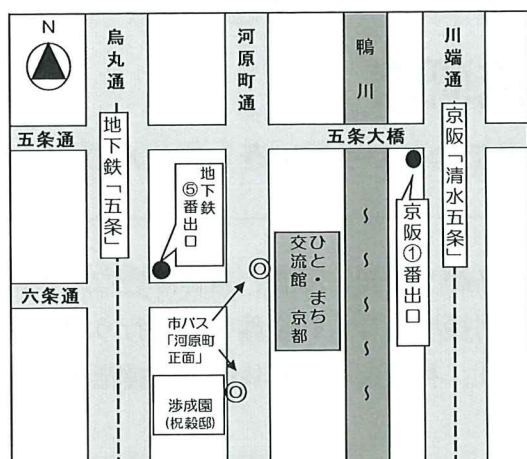 N
烏丸通
河原町通
鴨川
川端通
五条通
五条大橋
地下鉄「五条」
地下鉄
⑤番出口
京阪「清水五条」
京阪①番出口
ひと・まち
交流館 京都
六条通
市バス
「河原町
正面」
渉成園
(枳殻邸)